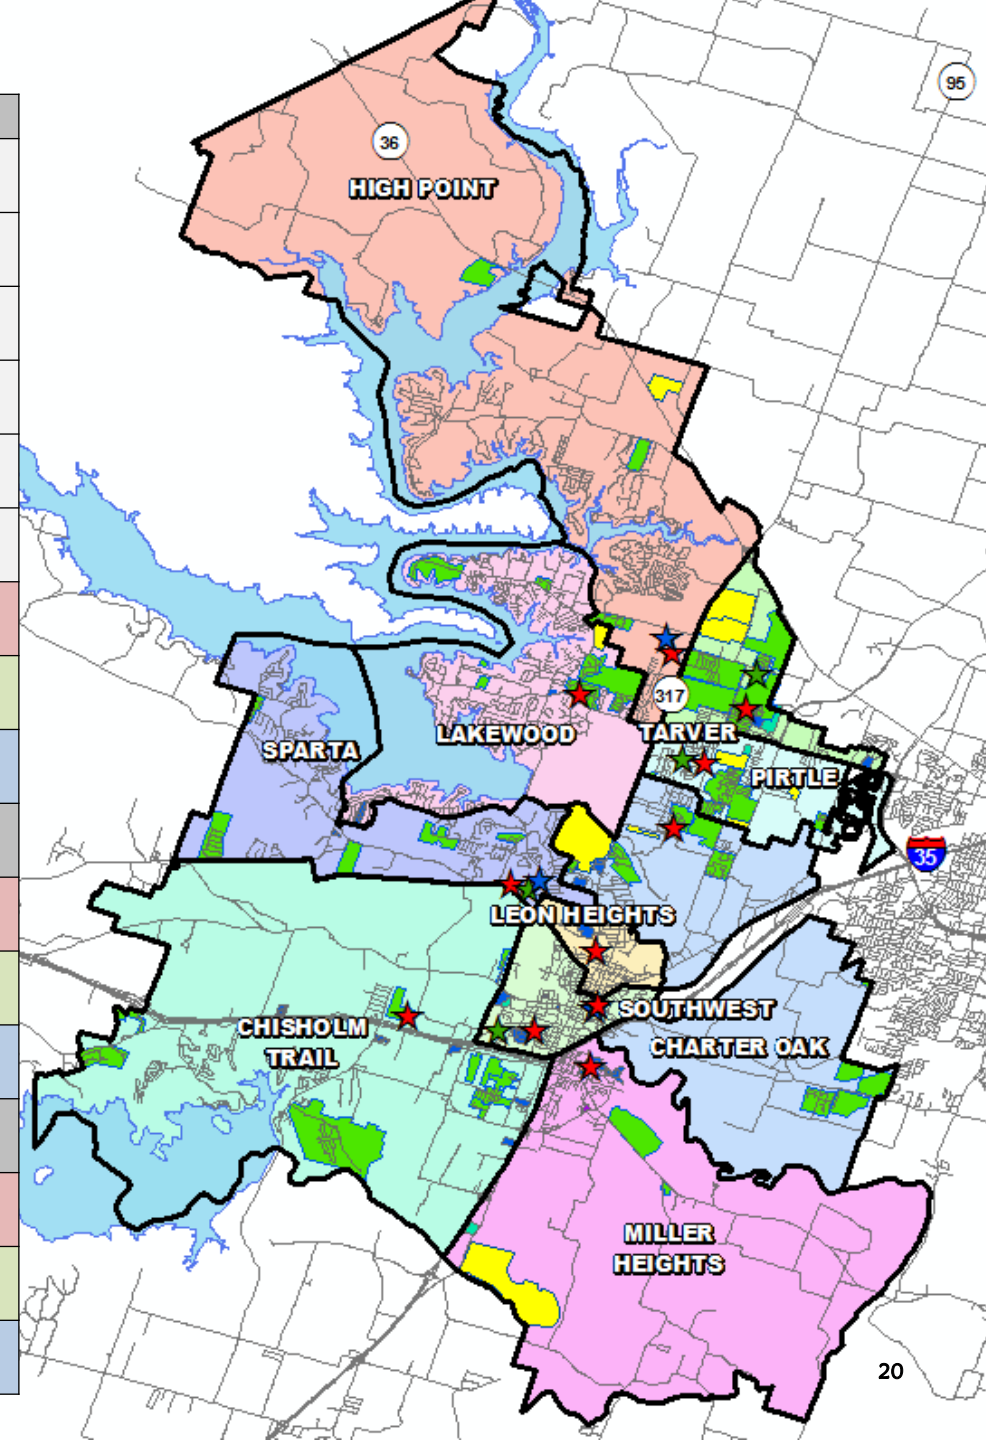 95
36
HIGH POINT
317
TARVER
LAKEWOOD
SPARTA
PIRTLE
35
LEON HEIGHTS
SOUTHWEST
CHISHOLM
TRAIL
CHARTER OAK
MILLER
HEIGHTS
20